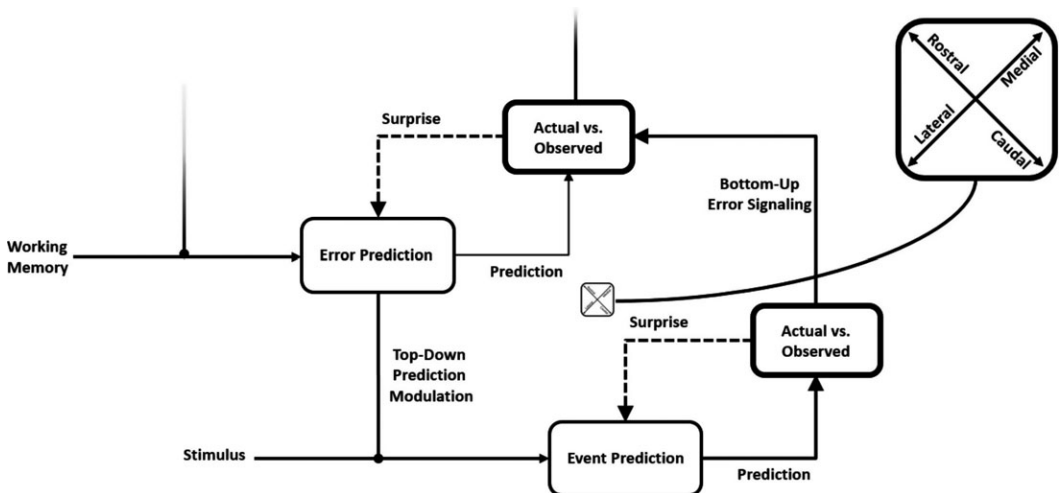 Rostral
Medial
Lateral
Caudal
Surprise
Actual vs.
Observed
Bottom-Up
Error Signaling
Working
Memory
Error Prediction
Prediction
Surprise
Actual vs.
Observed
Top-Down
Prediction
Modulation
Stimulus
Event Prediction
Prediction